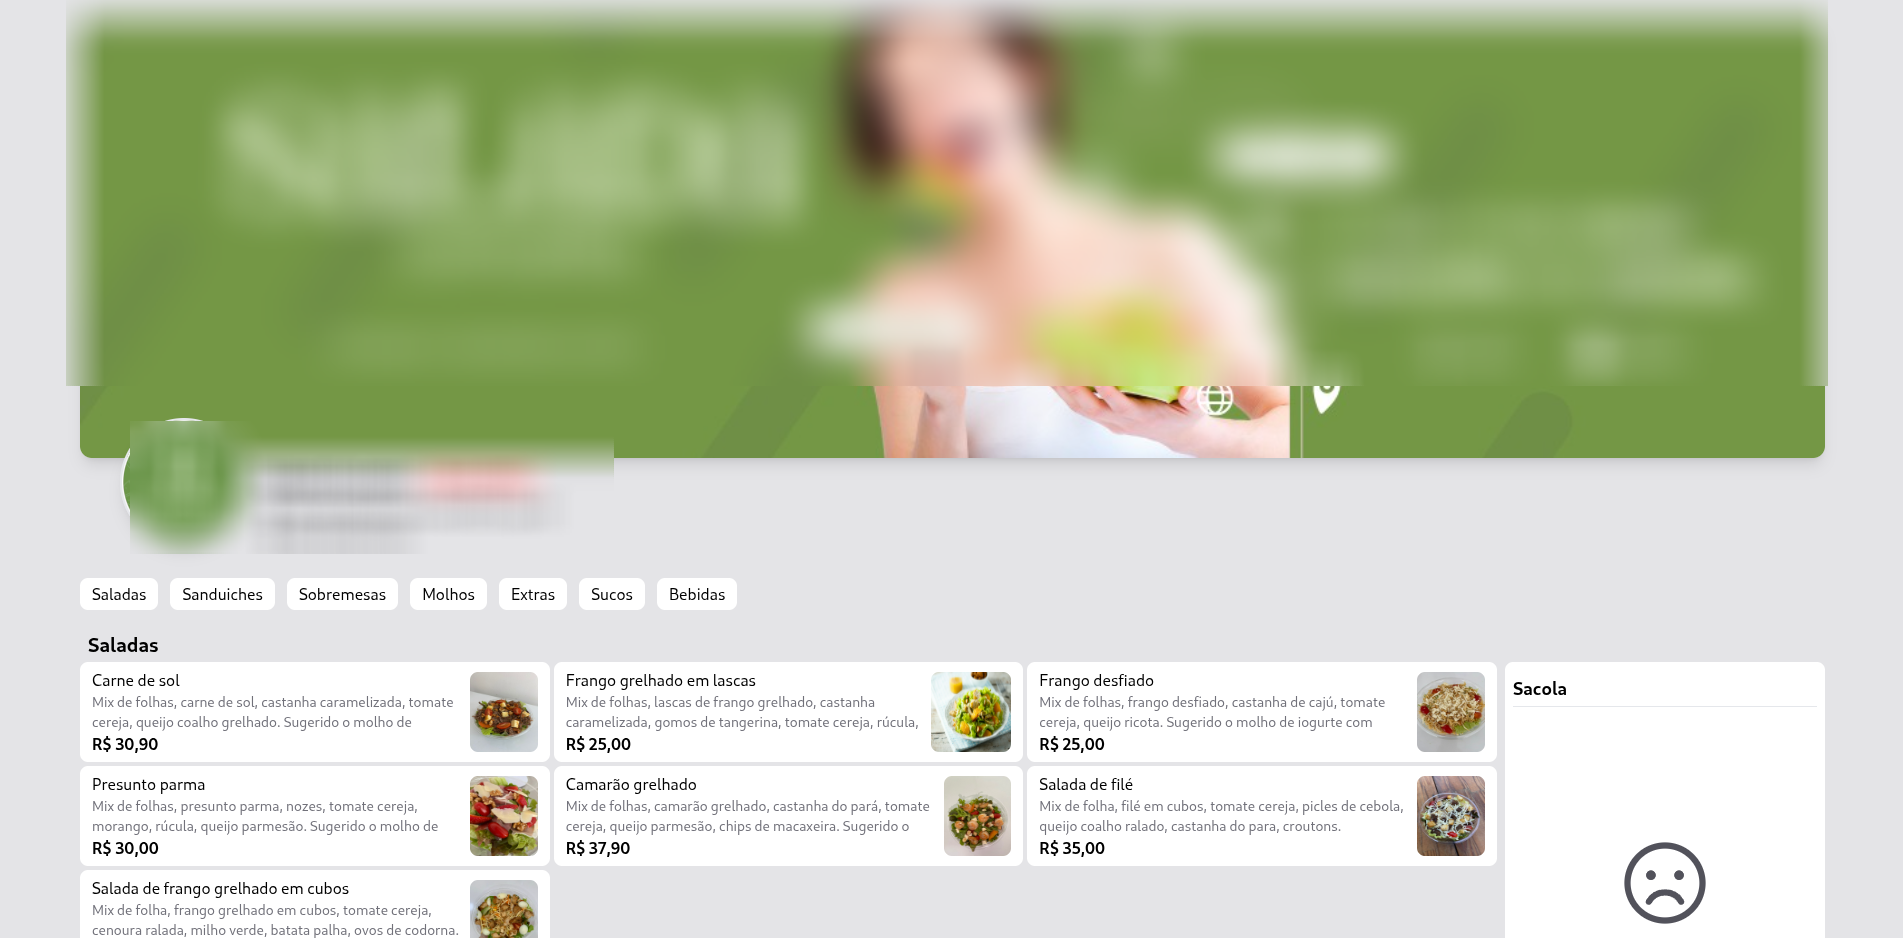 Saladas
Sanduiches
Sobremesas
Molhos
Extras
Sucos
Bebidas
Saladas
Carne de sol
Mix de folhas, carne de sol, castanha caramelizada, tomate
cereja, queijo coalho grelhado. Sugerido o molho de
R$ 30,90
Frango grelhado em lascas
Mix de folhas, lascas de frango grelhado, castanha
caramelizada, gomos de tangerina, tomate cereja, rúcula,
R$ 25,00
Frango desfiado
Mix de folhas, frango desfiado, castanha de cajú, tomate
cereja, queijo ricota. Sugerido o molho de iogurte com
R$ 25,00
Presunto parma
Mix de folhas, presunto parma, nozes, tomate cereja,
morango, rúcula, queijo parmesão. Sugerido o molho de
R$ 30,00
Camarão grelhado
Mix de folhas, camarão grelhado, castanha do pará, tomate
cereja, queijo parmesão, chips de macaxeira. Sugerido o
R$ 37,90
Salada de filé
Mix de folha, filé em cubos, tomate cereja, picles de cebola,
queijo coalho ralado, castanha do para, croutons.
R$ 35,00
Salada de frango grelhado em cubos
Mix de folha, frango grelhado em cubos, tomate cereja,
cenoura ralada, milho verde, batata palha, ovos de codorna.
Sacola